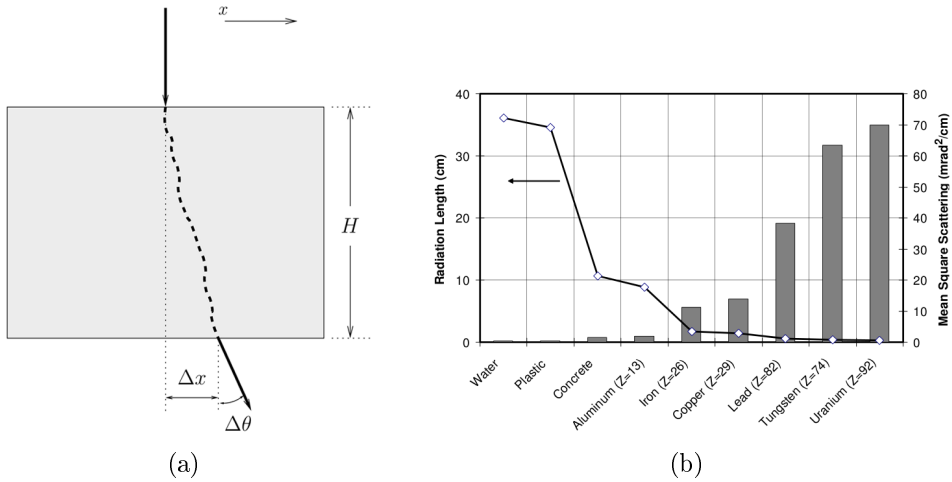 x
H
Δx
Δθ
(a)
40
30
20
10
0
Radiation Length (cm)
80
70
60
50
40
30
20
10
0
Mean Square Scattering (mrad²/cm)
Water
Plastic
Concrete
Aluminum (Z=13)
Iron (Z=26)
Copper (Z=29)
Lead (Z=82)
Tungsten (Z=74)
Uranium (Z=92)
(b)